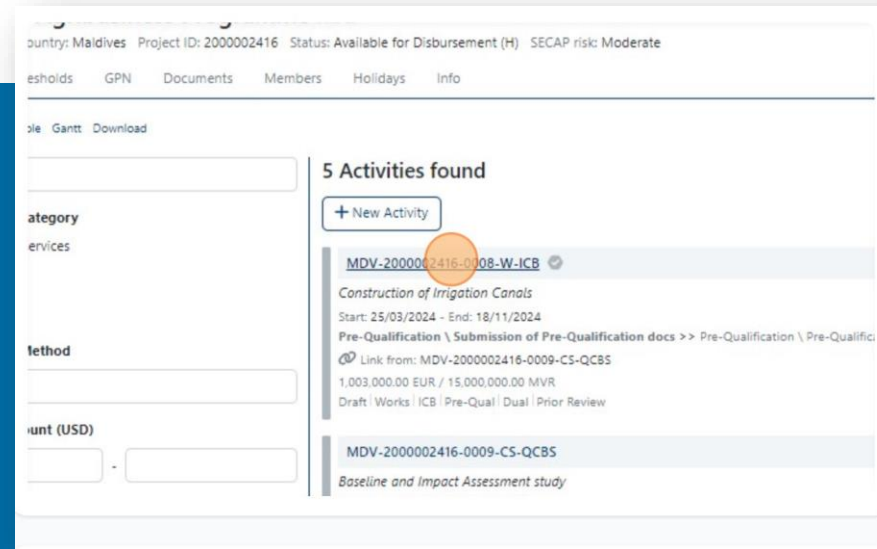 ountry: Maldives Project ID: 2000002416 Status: Available for Disbursement (H) SECAP risk: Moderate
esholds GPN Documents Members Holidays Info
ble Gantt Download
5 Activities found
+ New Activity
ategory
ervices
MDV-2000002416-0008-W-ICB
Construction of Irrigation Canals
Start: 25/03/2024 - End: 18/11/2024
Pre-Qualification \ Submission of Pre-Qualification docs >> Pre-Qualification \ Pre-Qualific
Method
Link from: MDV-2000002416-0009-CS-QCBS
1,003,000.00 EUR / 15,000,000.00 MVR
Draft | Works | ICB | Pre-Qual | Dual | Prior Review
unt (USD)
-
MDV-2000002416-0009-CS-QCBS
Baseline and Impact Assessment study